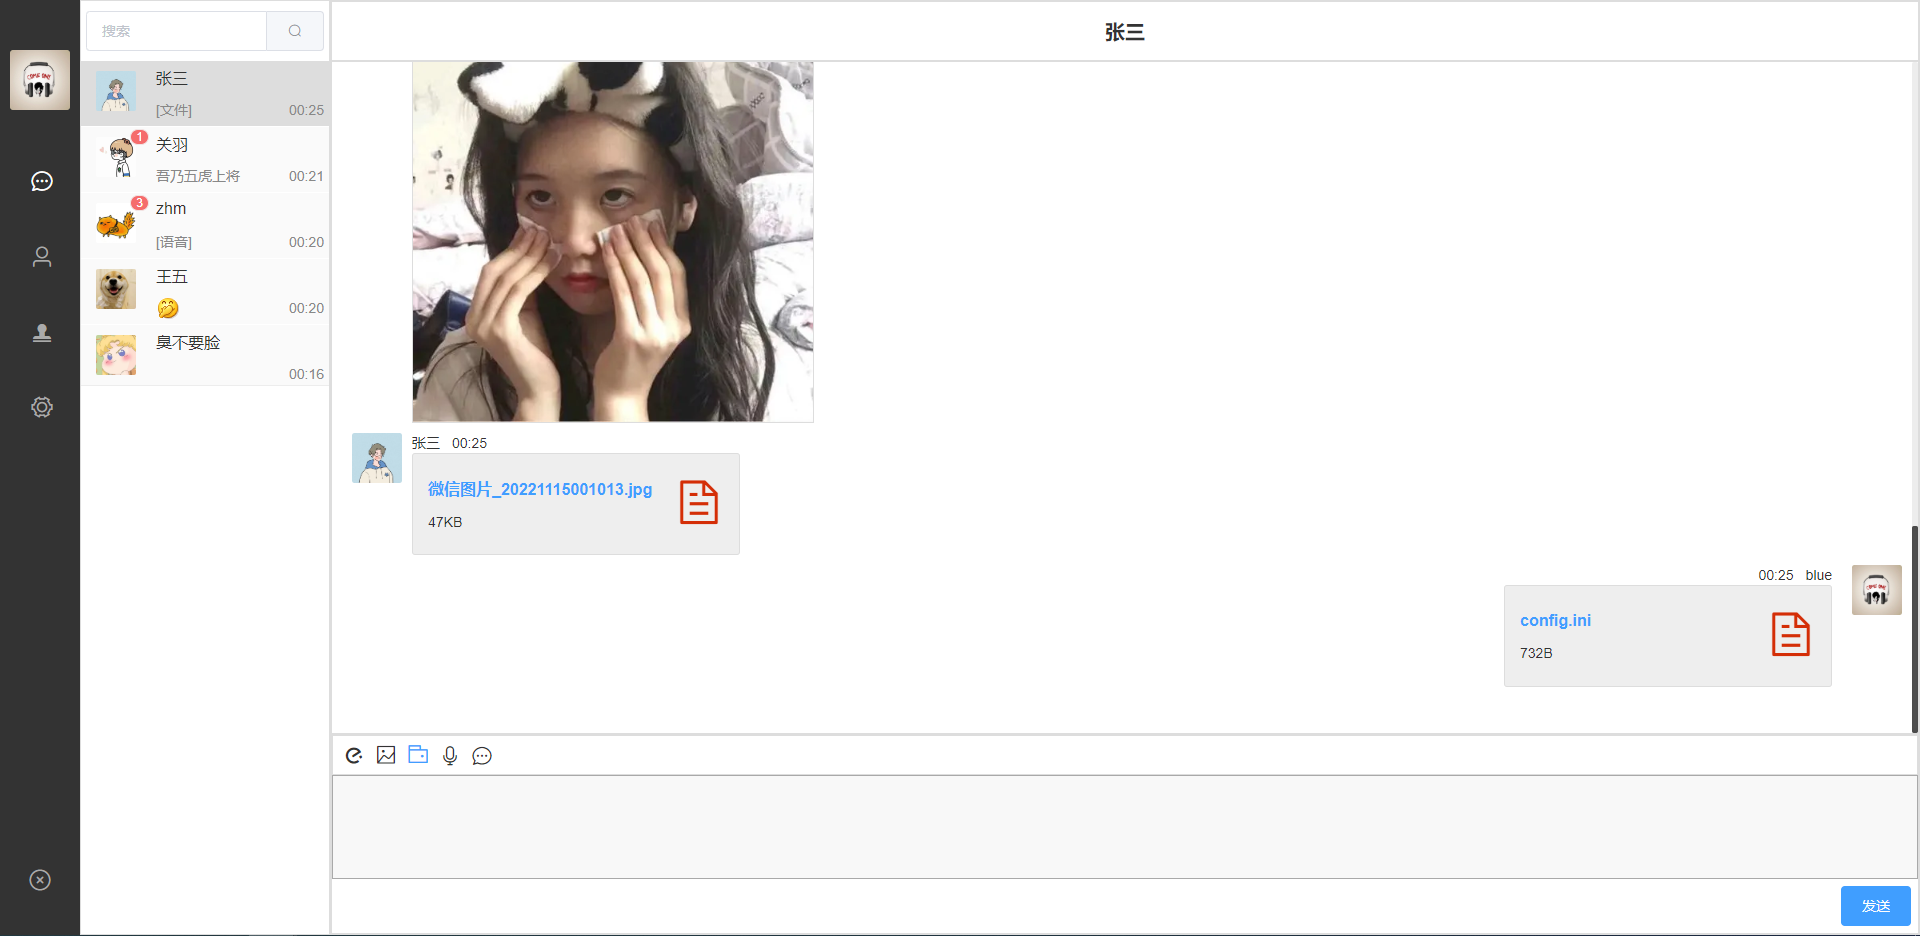 搜索
张三
[文件] 00:25
1
关羽
吾乃五虎上将 00:21
3
zhm
[语音] 00:20
王五
00:20
臭不要脸
00:16
张三
张三 00:25
微信图片_20221115001013.jpg
47KB
00:25 blue
config.ini
732B
发送